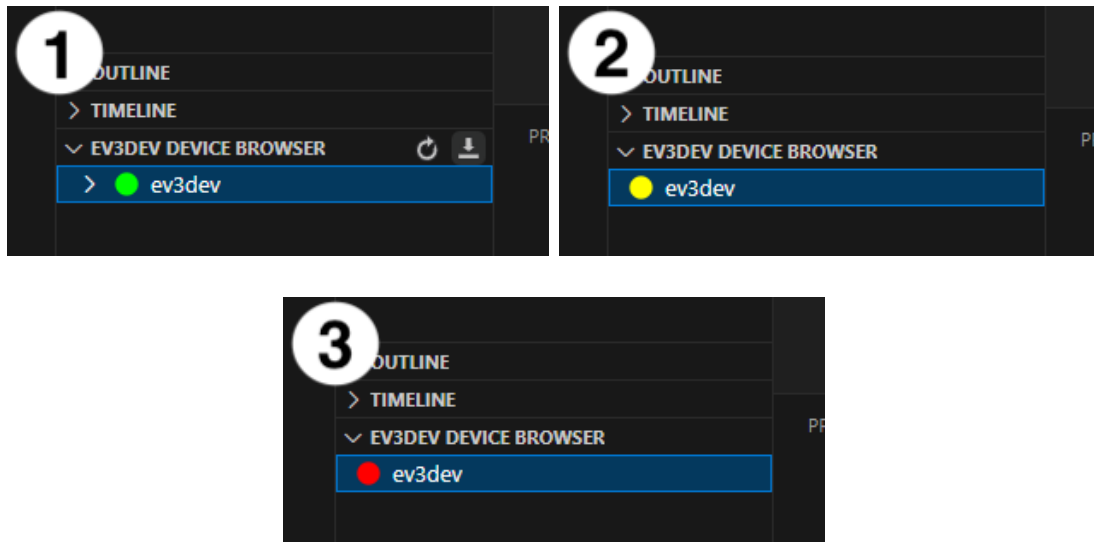 1
OUTLINE
TIMELINE
EV3DEV DEVICE BROWSER
ev3dev
2
OUTLINE
TIMELINE
EV3DEV DEVICE BROWSER
ev3dev
3
OUTLINE
TIMELINE
EV3DEV DEVICE BROWSER
ev3dev